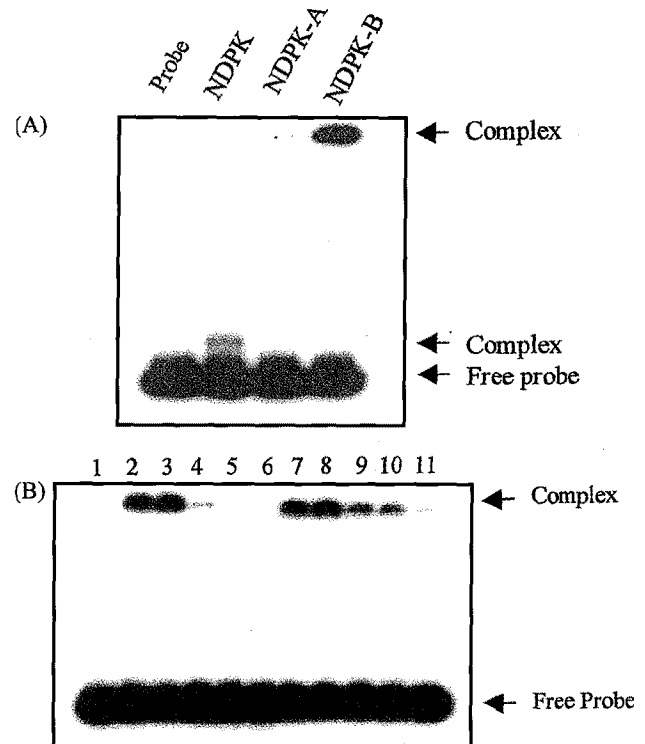 Probe NDPK NDPK-A NDPK-B
(A)
Complex
Complex
Free probe
1 2 3 4 5 6 7 8 9 10 11
(B)
Complex
Free Probe